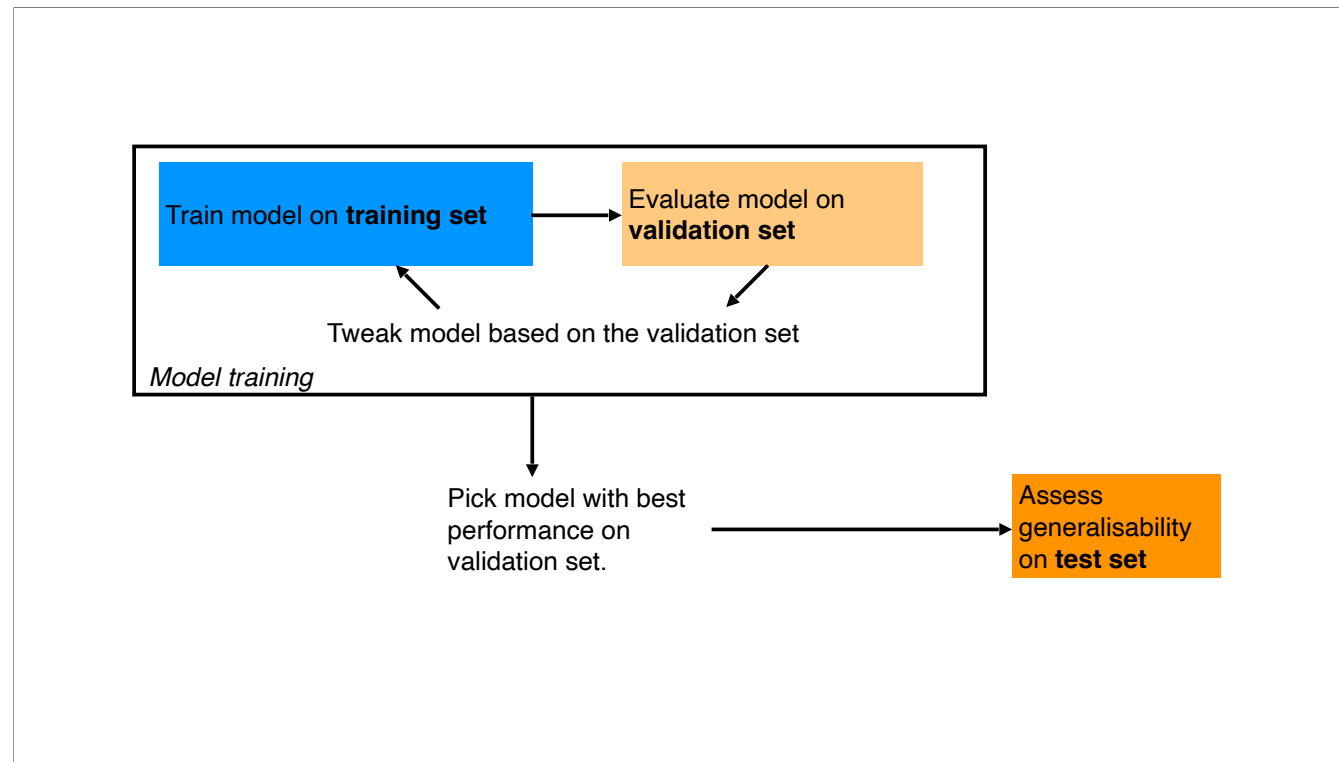 Train model on training set
Evaluate model on
validation set
Tweak model based on the validation set
Model training
Pick model with best
performance on
validation set.
Assess
generalisability
on test set